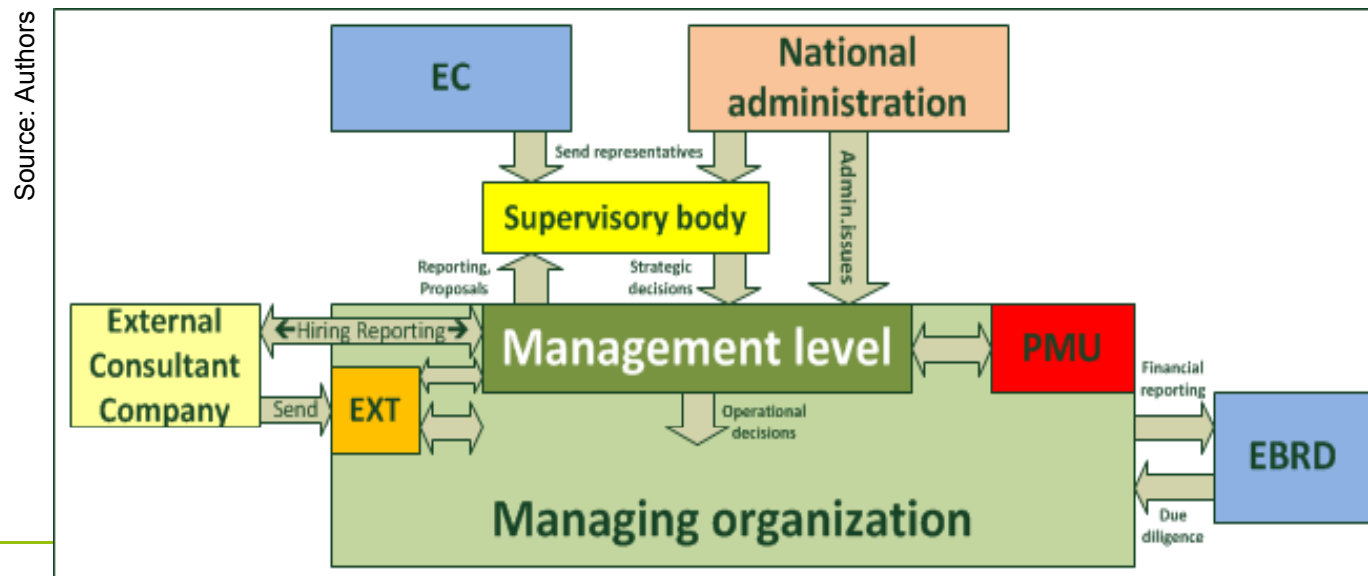 Source: Authors
EC
National
administration
Send representatives
Admin.issues
Supervisory body
Reporting,
Proposals
Strategic
decisions
External
Consultant
Company
←Hiring Reporting→
Management level
PMU
Financial
reporting
Send
EXT
Operational
decisions
EBRD
Managing organization
Due
diligence